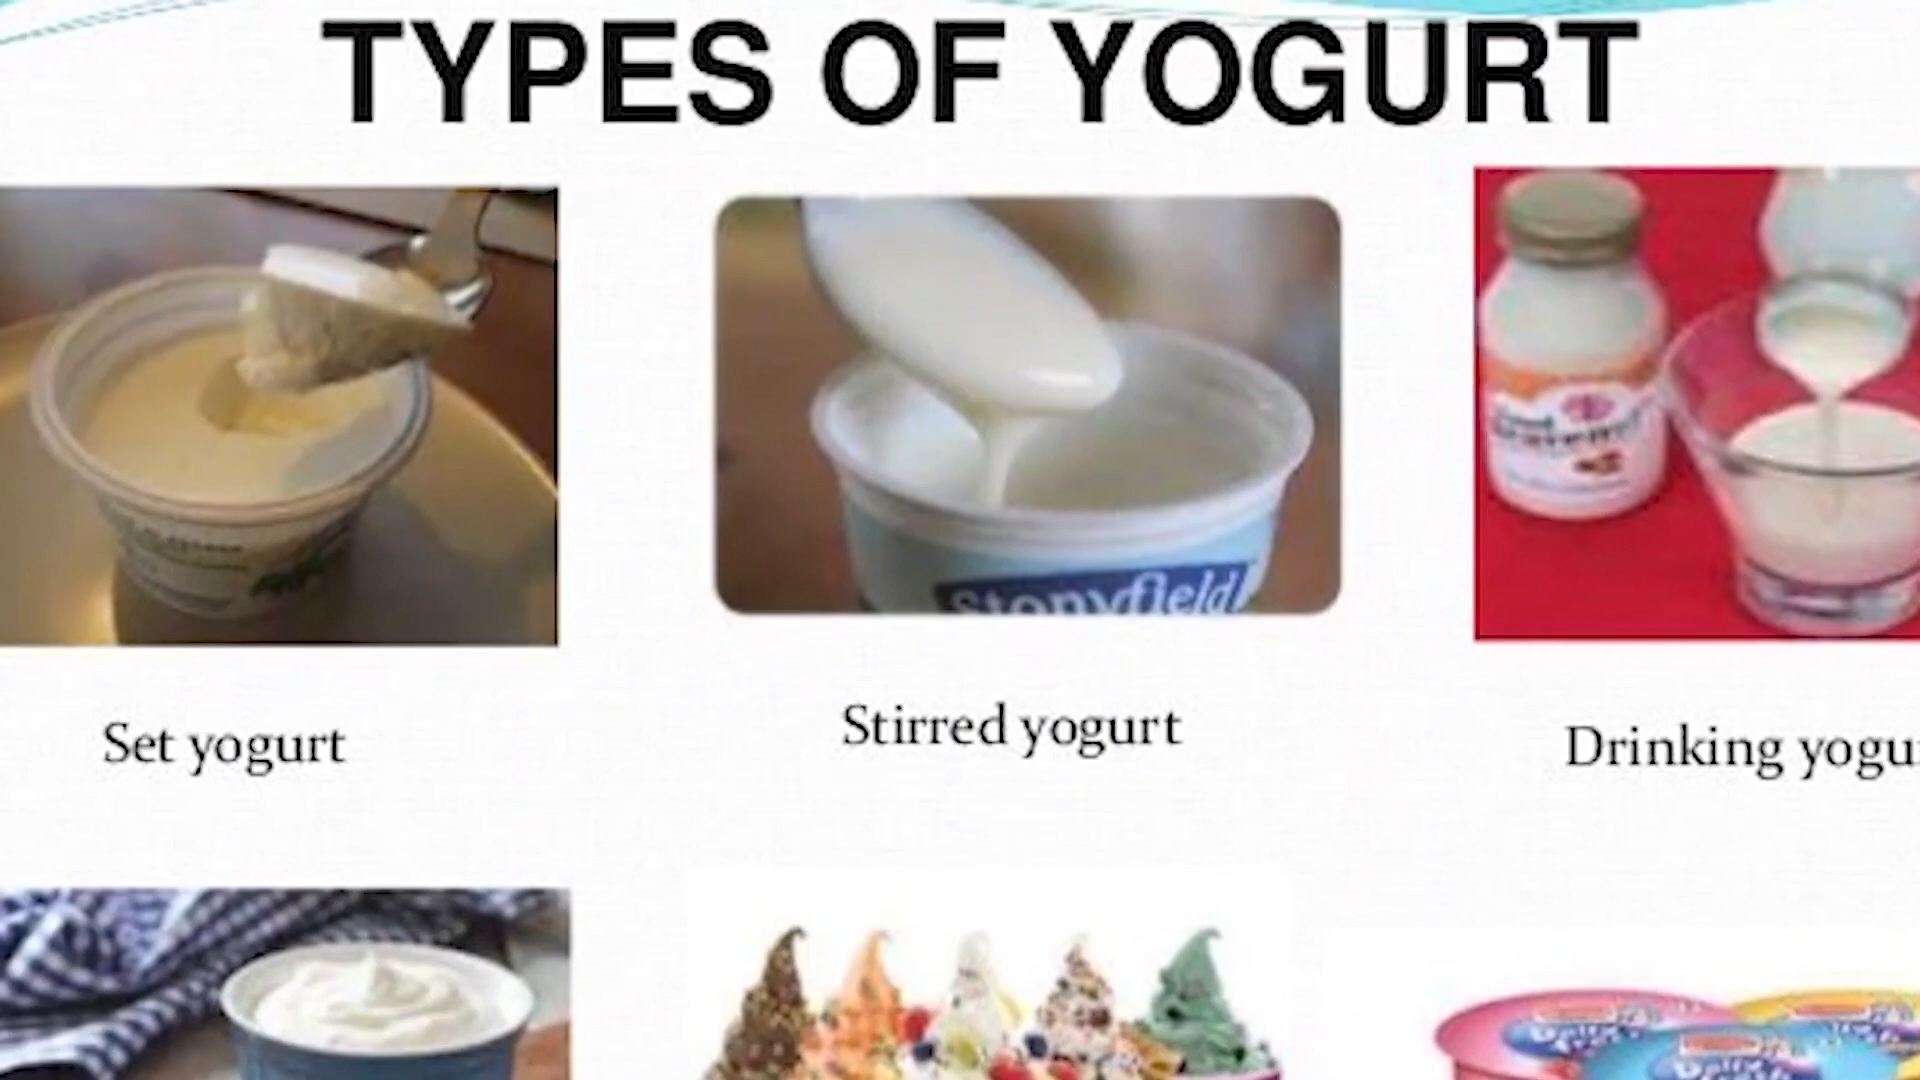 TYPES OF YOGURT
Stonyfield
Set yogurt
Stirred yogurt
Drinking yogu